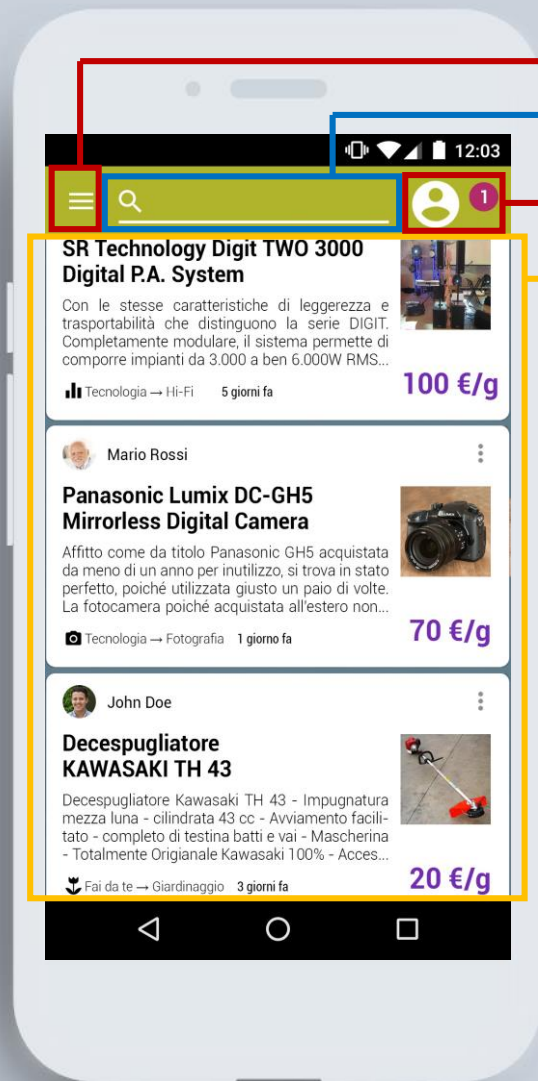 12:03
1
SR Technology Digit TWO 3000
Digital P.A. System
Con le stesse caratteristiche di leggerezza e
trasportabilità che distinguono la serie DIGIT.
Completamente modulare, il sistema permette di
comporre impianti da 3.000 a ben 6.000W RMS...
Tecnologia → Hi-Fi 5 giorni fa
100 €/g
Mario Rossi
Panasonic Lumix DC-GH5
Mirrorless Digital Camera
Affitto come da titolo Panasonic GH5 acquistata
da meno di un anno per inutilizzo, si trova in stato
perfetto, poiché utilizzata giusto un paio di volte.
La fotocamera poiché acquistata all'estero non...
Tecnologia → Fotografia 1 giorno fa
70 €/g
John Doe
Decespugliatore
KAWASAKI TH 43
Decespugliatore Kawasaki TH 43 - Impugnatura
mezza luna - cilindrata 43 cc - Avviamento facili-
tato - completo di testina batti e vai - Mascherina
- Totalmente Origianale Kawasaki 100% - Acces...
Fai da te → Giardinaggio 3 giorni fa
20 €/g